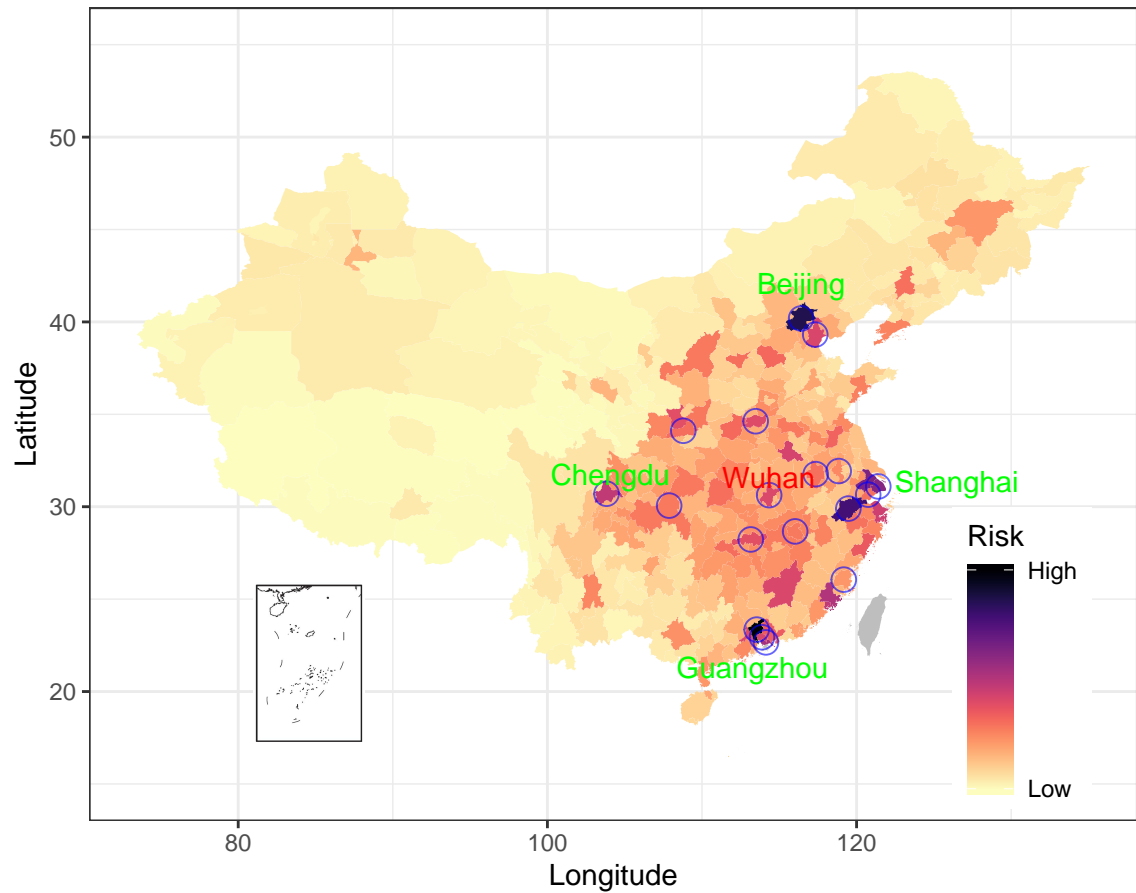 50
40
30
20
Latitude
Beijing
Chengdu
Wuhan
Shanghai
Guangzhou
Risk
High
Low
80
100
120
Longitude